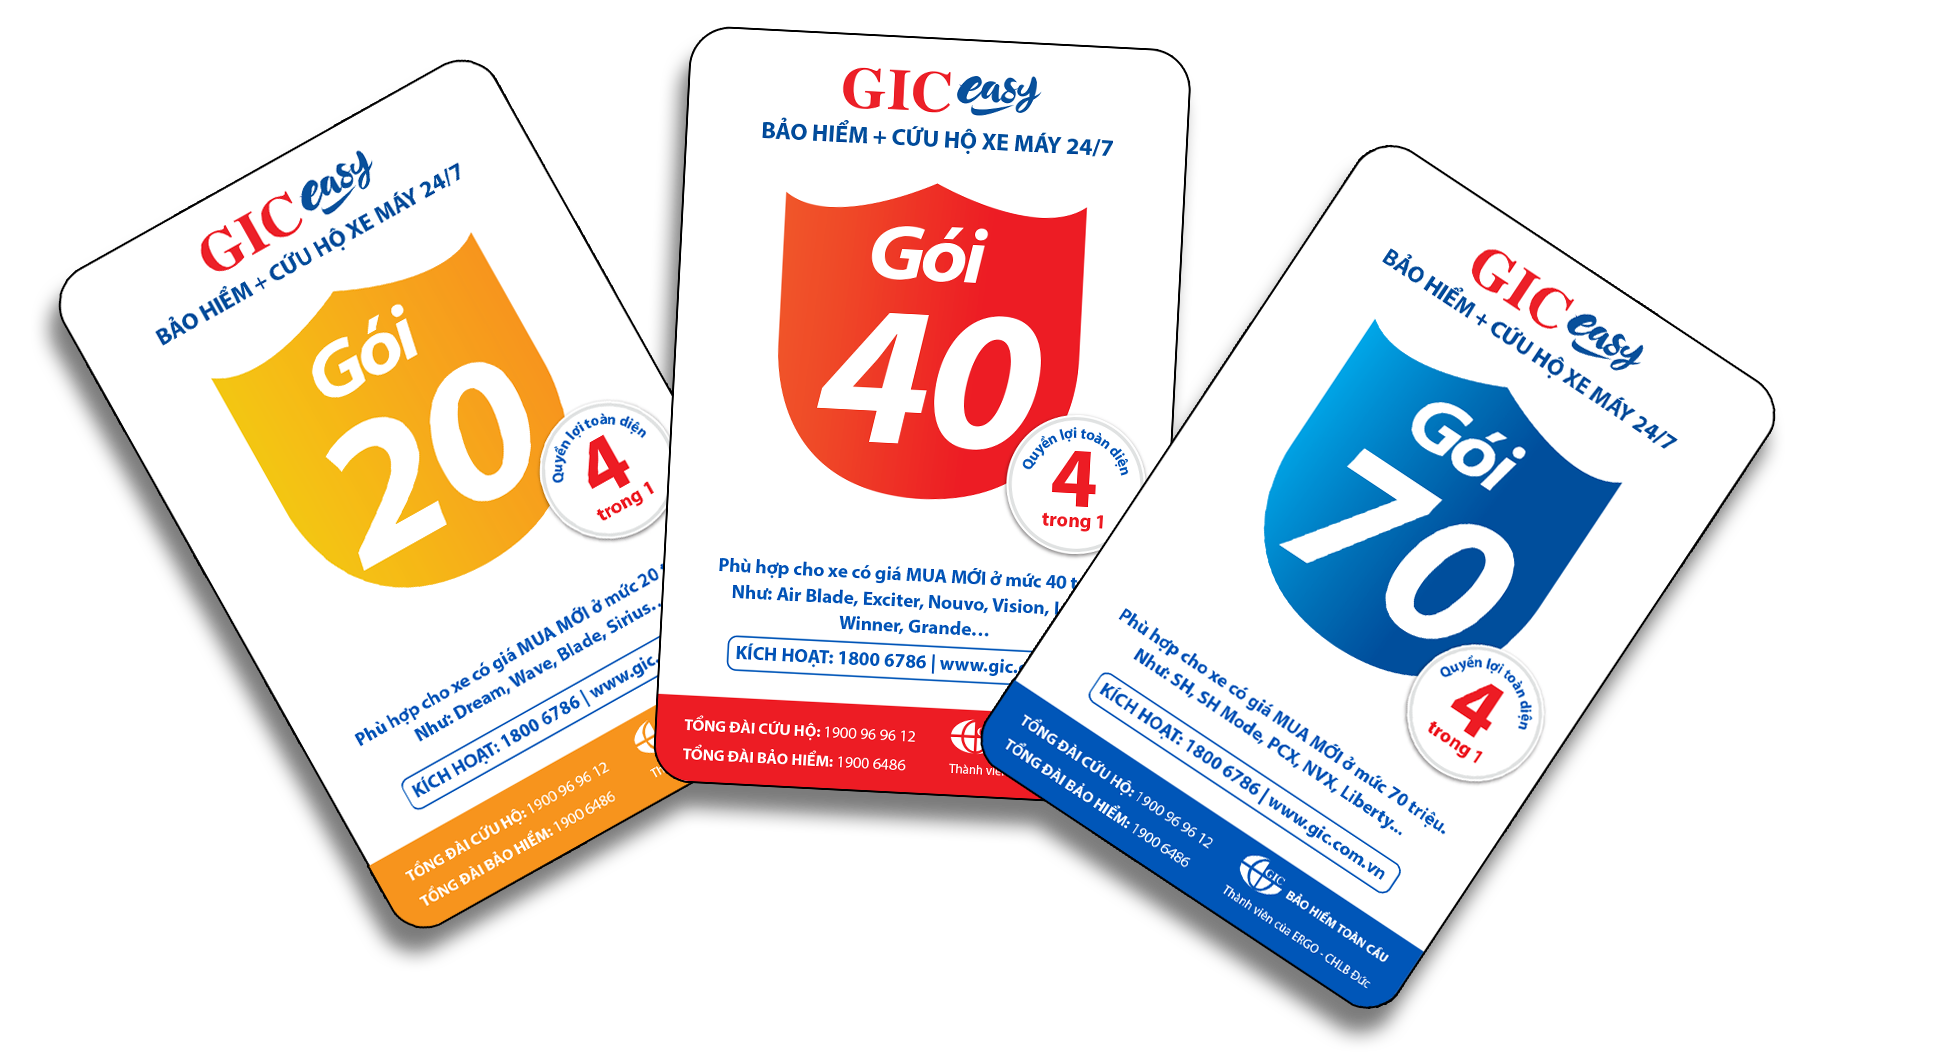 GIC easy
BẢO HIỂM + CỨU HỘ XE MÁY 24/7
Gói
20
Quyền lợi toàn diện
4
trong 1
Phù hợp cho xe có giá MUA MỚI ở mức 20
Như: Dream, Wave, Blade, Sirius…
KÍCH HOẠT: 1800 6786 | www.gic.
TỔNG ĐÀI CỨU HỘ: 1900 96 96 12
TỔNG ĐÀI BẢO HIỂM: 1900 6486
GIC easy
BẢO HIỂM + CỨU HỘ XE MÁY 24/7
Gói
40
Quyền lợi toàn diện
4
trong 1
Phù hợp cho xe có giá MUA MỚI ở mức 40
Như: Air Blade, Exciter, Nouvo, Vision,
Winner, Grande…
KÍCH HOẠT: 1800 6786 | www.gic.
TỔNG ĐÀI CỨU HỘ: 1900 96 96 12
TỔNG ĐÀI BẢO HIỂM: 1900 6486
Thành viên
GIC easy
BẢO HIỂM + CỨU HỘ XE MÁY 24/7
Gói
70
Quyền lợi toàn diện
4
trong 1
Phù hợp cho xe có giá MUA MỚI ở mức 70 triệu.
Như: SH, SH Mode, PCX, NVX, Liberty...
KÍCH HOẠT: 1800 6786 | www.gic.com.vn
TỔNG ĐÀI CỨU HỘ: 1900 96 96 12
TỔNG ĐÀI BẢO HIỂM: 1900 6486
GIC BẢO HIỂM TOÀN CẦU
Thành viên của ERGO - CHLB Đức